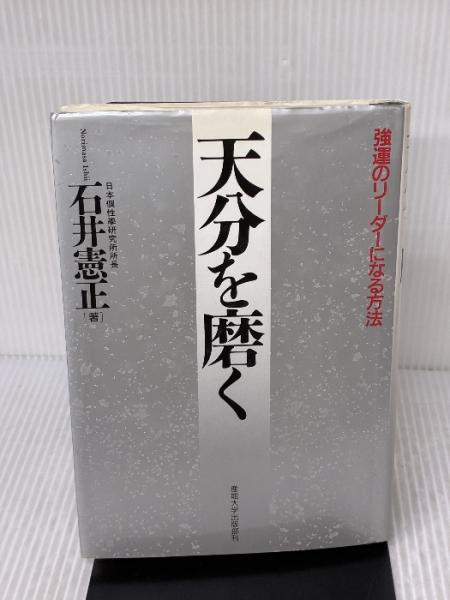 強運のリーダーになる方法
天分を磨く
日本個性學研究所所長
石井憲正
［著］
Norimasa Ishii
産能大学出版部刊